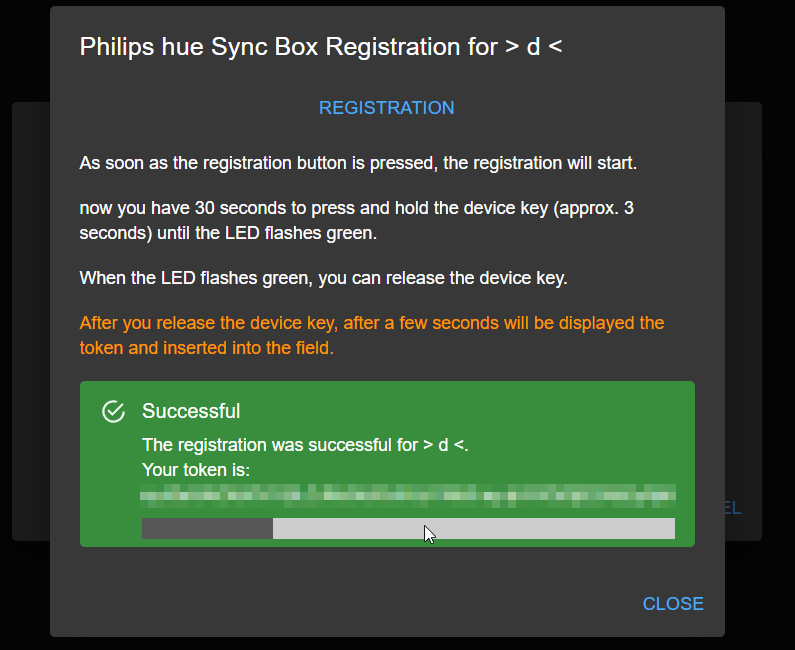 Philips hue Sync Box Registration for > d <
REGISTRATION
As soon as the registration button is pressed, the registration will start.
now you have 30 seconds to press and hold the device key (approx. 3
seconds) until the LED flashes green.
When the LED flashes green, you can release the device key.
After you release the device key, after a few seconds will be displayed the
token and inserted into the field.
Successful
The registration was successful for > d <.
Your token is:
EL
CLOSE